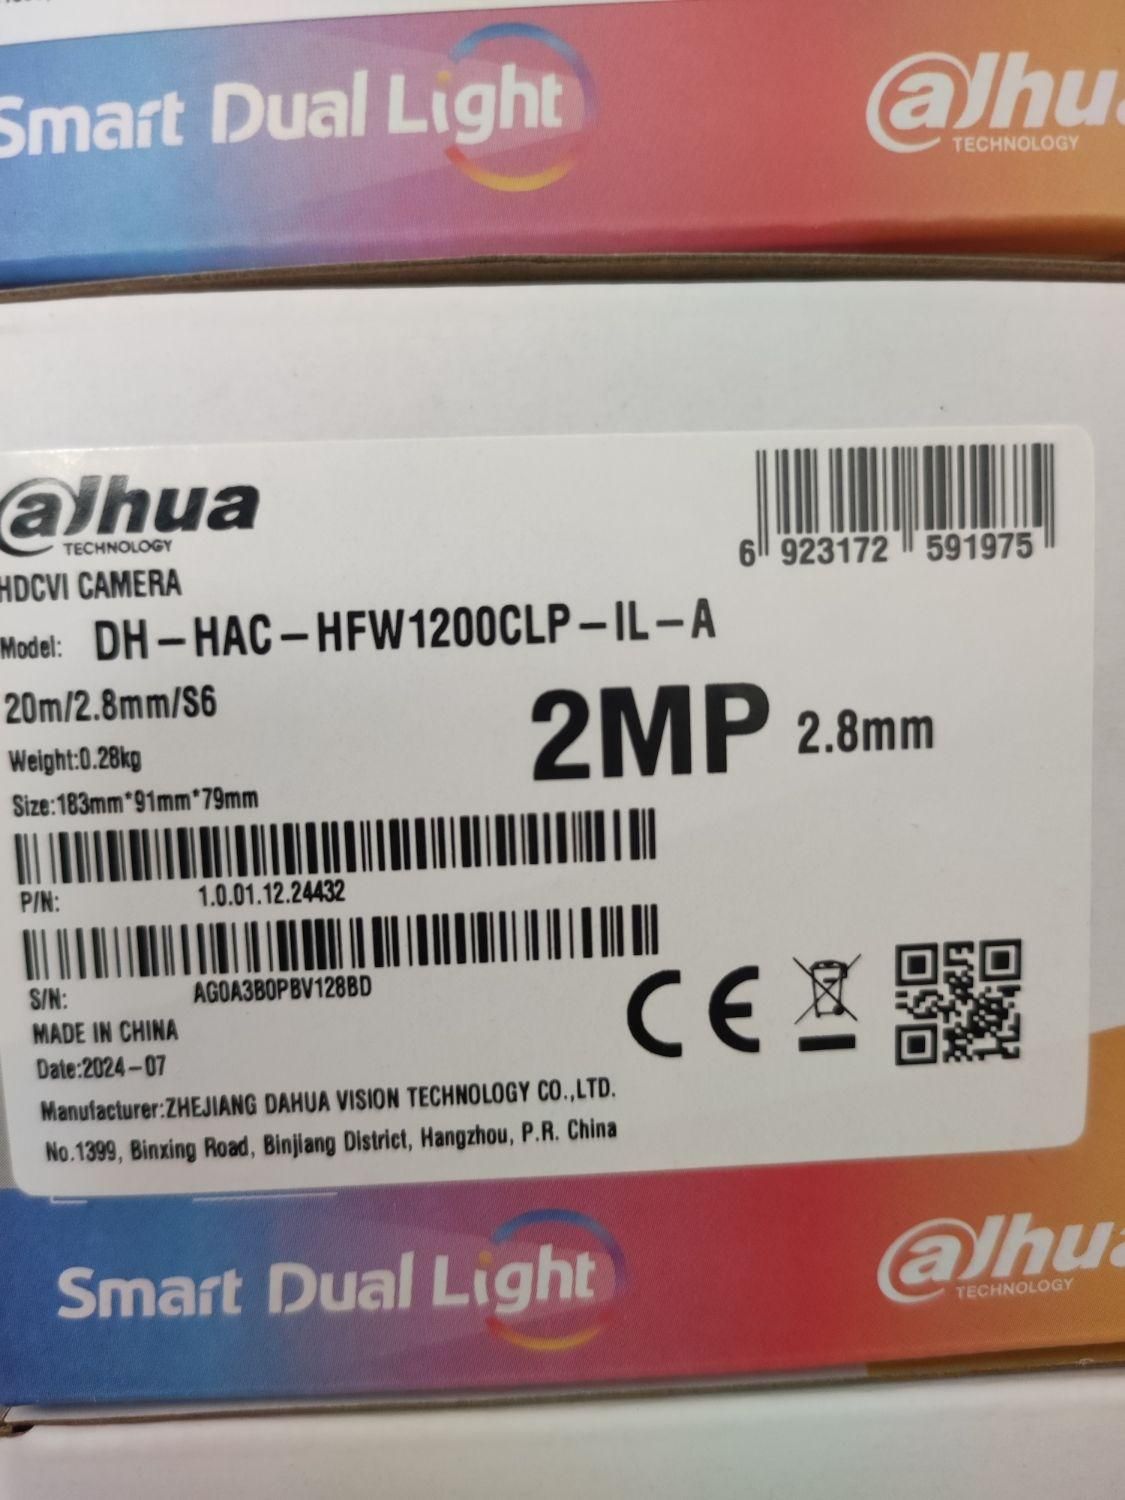 Smart Dual Light
alhua
TECHNOLOGY
alhua
TECHNOLOGY
HDCVI CAMERA
Model: DH-HAC-HFW1200CLP-IL-A
6 923172 591975
20m/2.8mm/S6
2MP 2.8mm
Weight:0.28kg
Size:183mm*91mm*79mm
P/N: 1.0.01.12.24432
S/N: AG0A3B0PBV128BD
MADE IN CHINA
Date:2024-07
CE
Manufacturer:ZHEJIANG DAHUA VISION TECHNOLOGY CO.,LTD.
No.1399, Binxing Road, Binjiang District, Hangzhou, P.R. China
Smart Dual Light
alhua
TECHNOLOGY